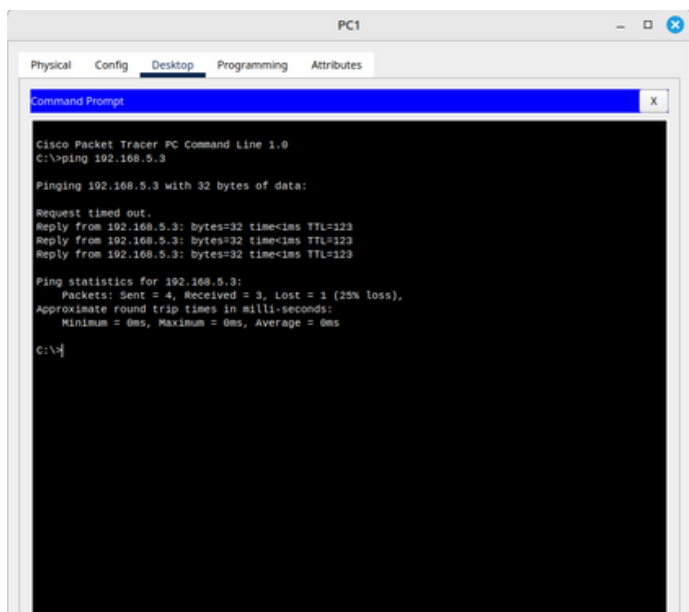 PC1
Physical Config Desktop Programming Attributes
Command Prompt X
Cisco Packet Tracer PC Command Line 1.0
C:\>ping 192.168.5.3
Pinging 192.168.5.3 with 32 bytes of data:
Request timed out.
Reply from 192.168.5.3: bytes=32 time<1ms TTL=123
Reply from 192.168.5.3: bytes=32 time<1ms TTL=123
Reply from 192.168.5.3: bytes=32 time<1ms TTL=123
Ping statistics for 192.168.5.3:
Packets: Sent = 4, Received = 3, Lost = 1 (25% loss),
Approximate round trip times in milli-seconds:
Minimum = 0ms, Maximum = 0ms, Average = 0ms
C:\>